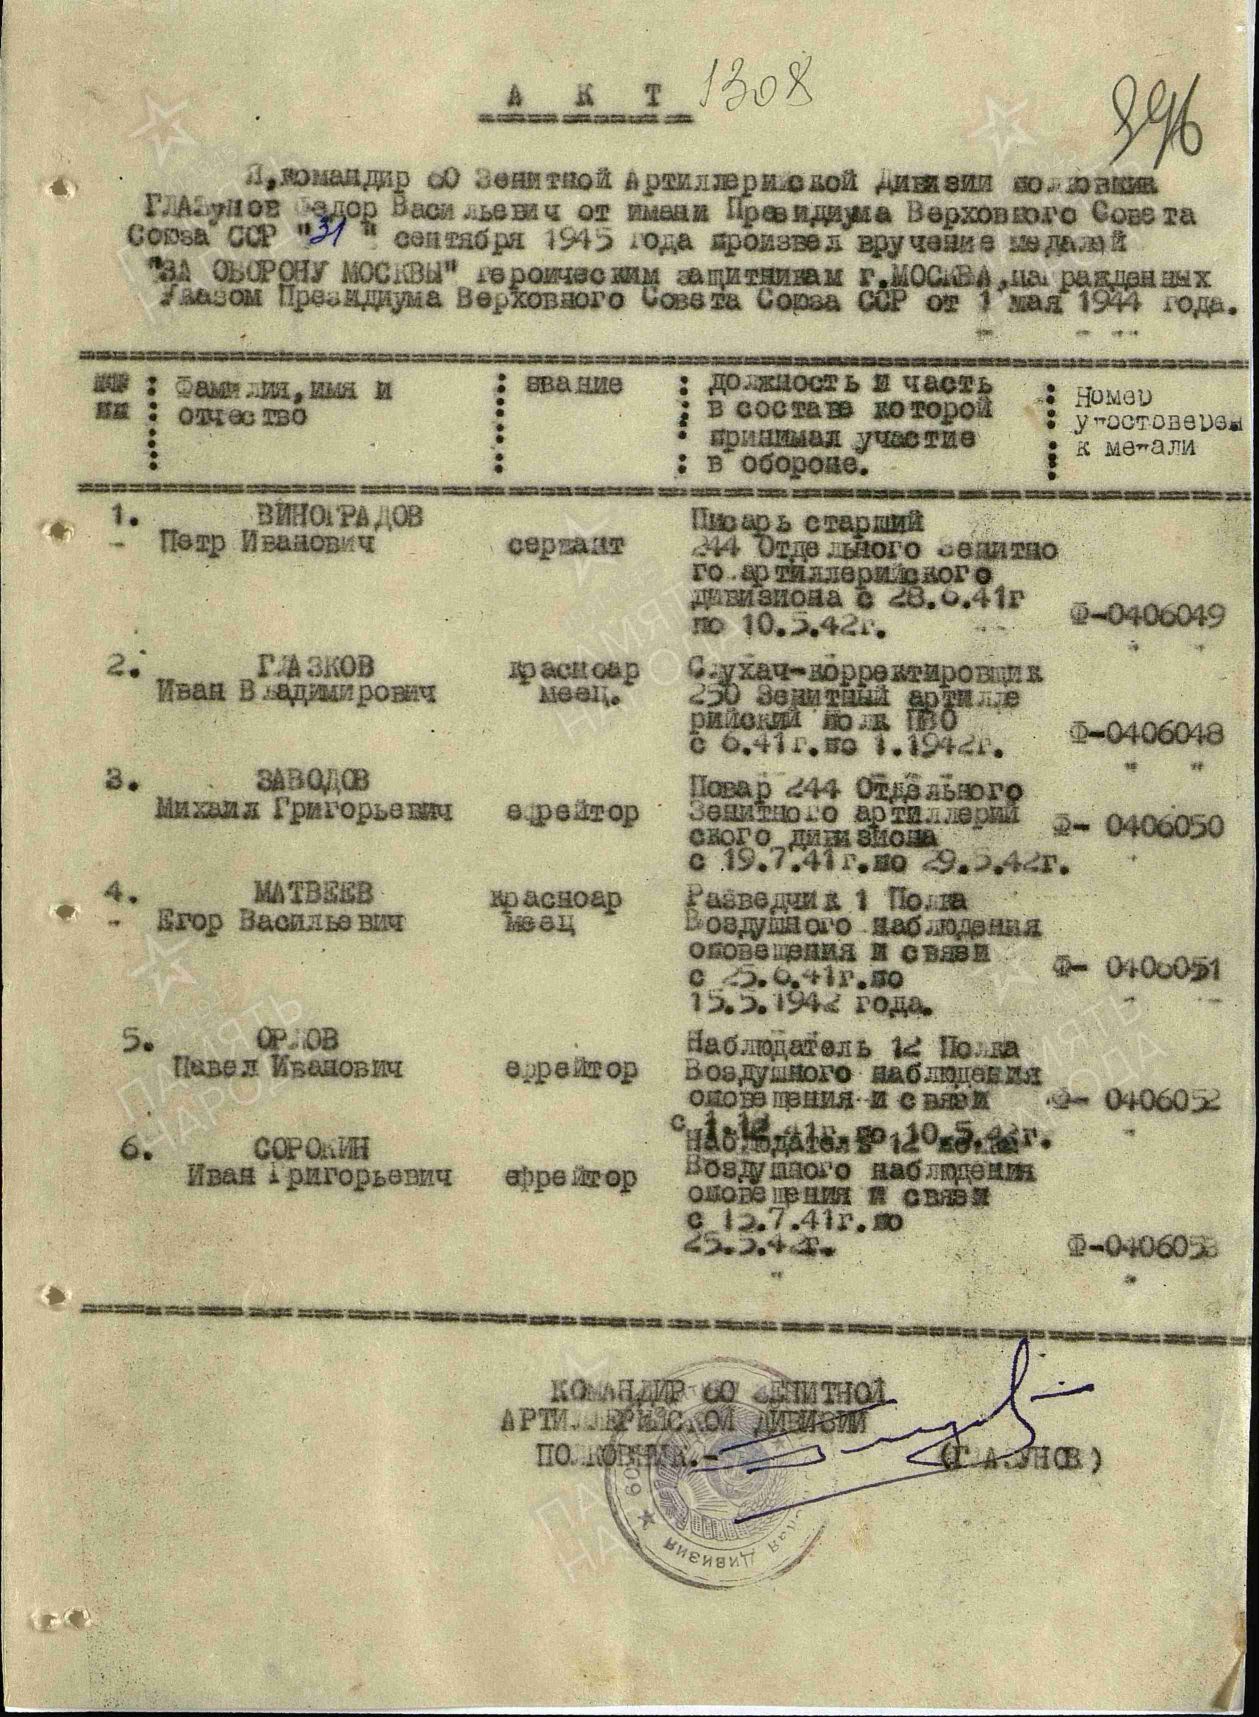 А К Т 1308
396
Я, командир 60 Зенитной Артиллерийской Дивизии полковник
ГЛАЗУНОВ Федор Васильевич от имени Президиума Верховного Совета
Союза ССР "31" сентября 1945 года произвел вручение медалей
"ЗА ОБОРОНУ МОСКВЫ" героическим защитникам г.МОСКВА, награжденных
Указом Президиума Верховного Совета Союза ССР от 1 мая 1944 года.
№№ пп : Фамилия, имя и отчество : звание : должность и часть в составе которой принимал участие в обороне. : Номер удостоверен к медали
1. ВИНОГРАДОВ Писарь старший
Петр Иванович сержант 244 Отдельного Зенитно
го артиллерийского
дивизиона с 28.6.41г
по 10.5.42г. Ф-0406049
2. ГЛАЗКОВ красноар Слухач-корректировщик
Иван Владимирович меец. 250 Зенитный артилле
рийский полк ПВО
с 6.41г.по 1.1942г. Ф-0406048
3. ЗАВОДОВ Повар 244 Отдельного
Михаил Григорьевич ефрейтор Зенитного артиллерий
ского дивизиона Ф- 0406050
с 19.7.41г.по 29.5.42г.
4. МАТВЕЕВ красноар Разведчик 1 Полка
Егор Васильевич меец Воздушного наблюдения
оповещения и связи
с 25.6.41г.по Ф- 0406051
15.5.1942 года.
5. ОРЛОВ Наблюдатель 12 Полка
Павел Иванович ефрейтор Воздушного наблюдения
оповещения и связи Ф- 0406052
с 1.12.41г.по 10.5.42г.
6. СОРОКИН Наблюдатель 12 полка
Иван Григорьевич ефрейтор Воздушного наблюдения
оповещения и связи
с 15.7.41г.по
25.5.42г. Ф-0406053
КОМАНДИР 60 ЗЕНИТНОЙ
АРТИЛЛЕРИЙСКОЙ ДИВИЗИИ
ПОЛКОВНИК.- (ГЛАЗУНОВ)
60
Дивизия
ПАМЯТЬ
НАРОДА